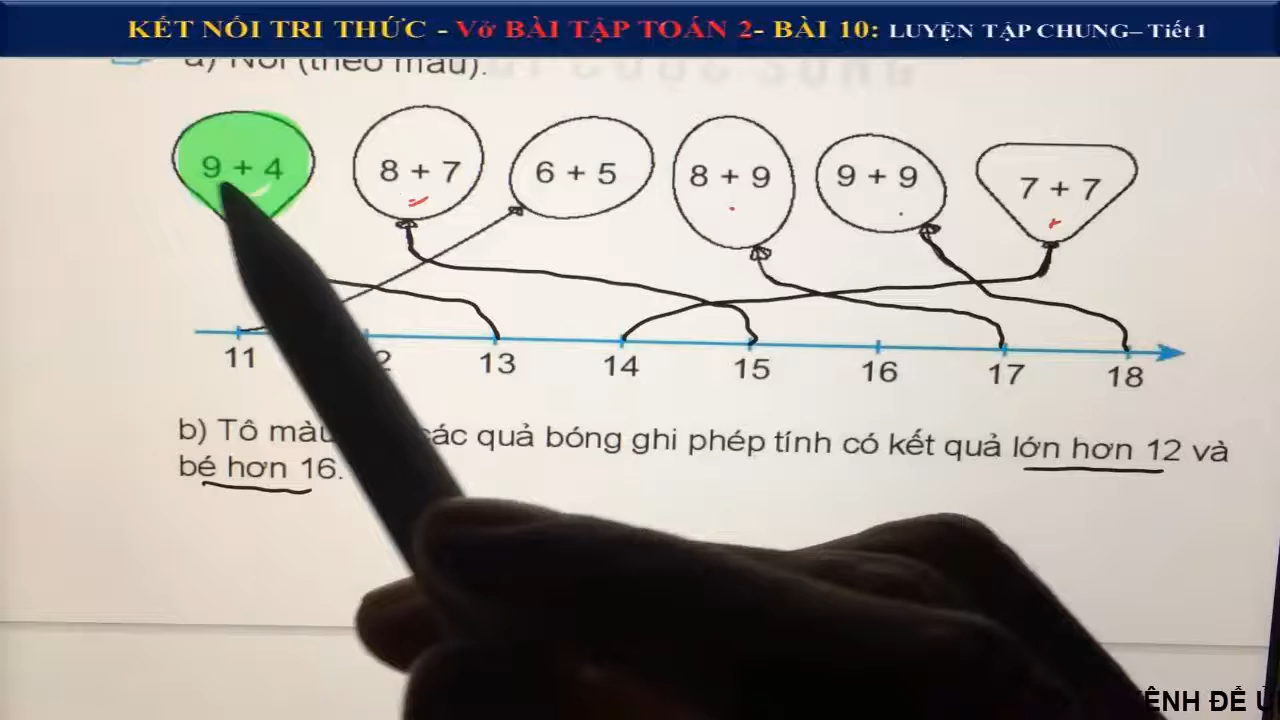 KẾT NỐI TRI THỨC - Vở BÀI TẬP TOÁN 2- BÀI 10: LUYỆN TẬP CHUNG– Tiết 1
a) Nối (theo mẫu).
9 + 4 8 + 7 6 + 5 8 + 9 9 + 9 7 + 7
11 2 13 14 15 16 17 18
b) Tô màu các quả bóng ghi phép tính có kết quả lớn hơn 12 và
bé hơn 16.
KÊNH ĐỂ Ủ